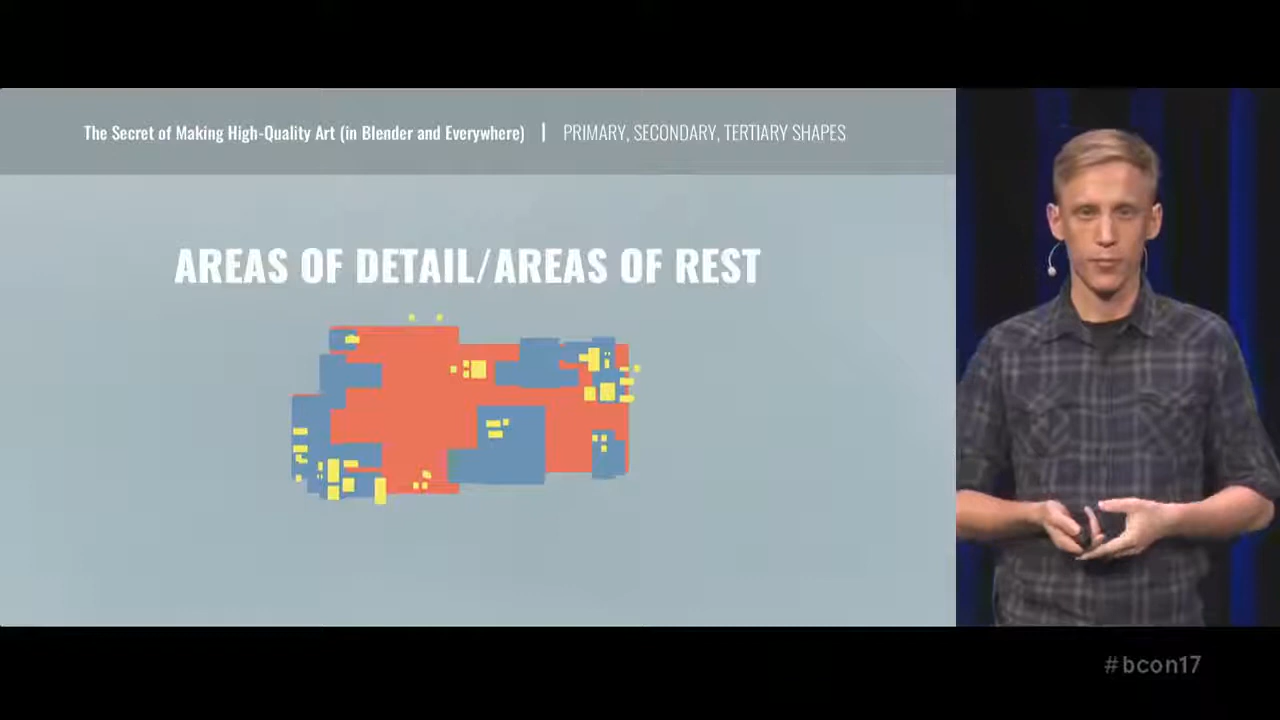 The Secret of Making High-Quality Art (in Blender and Everywhere) | PRIMARY, SECONDARY, TERTIARY SHAPES
AREAS OF DETAIL/AREAS OF REST
#bcon17